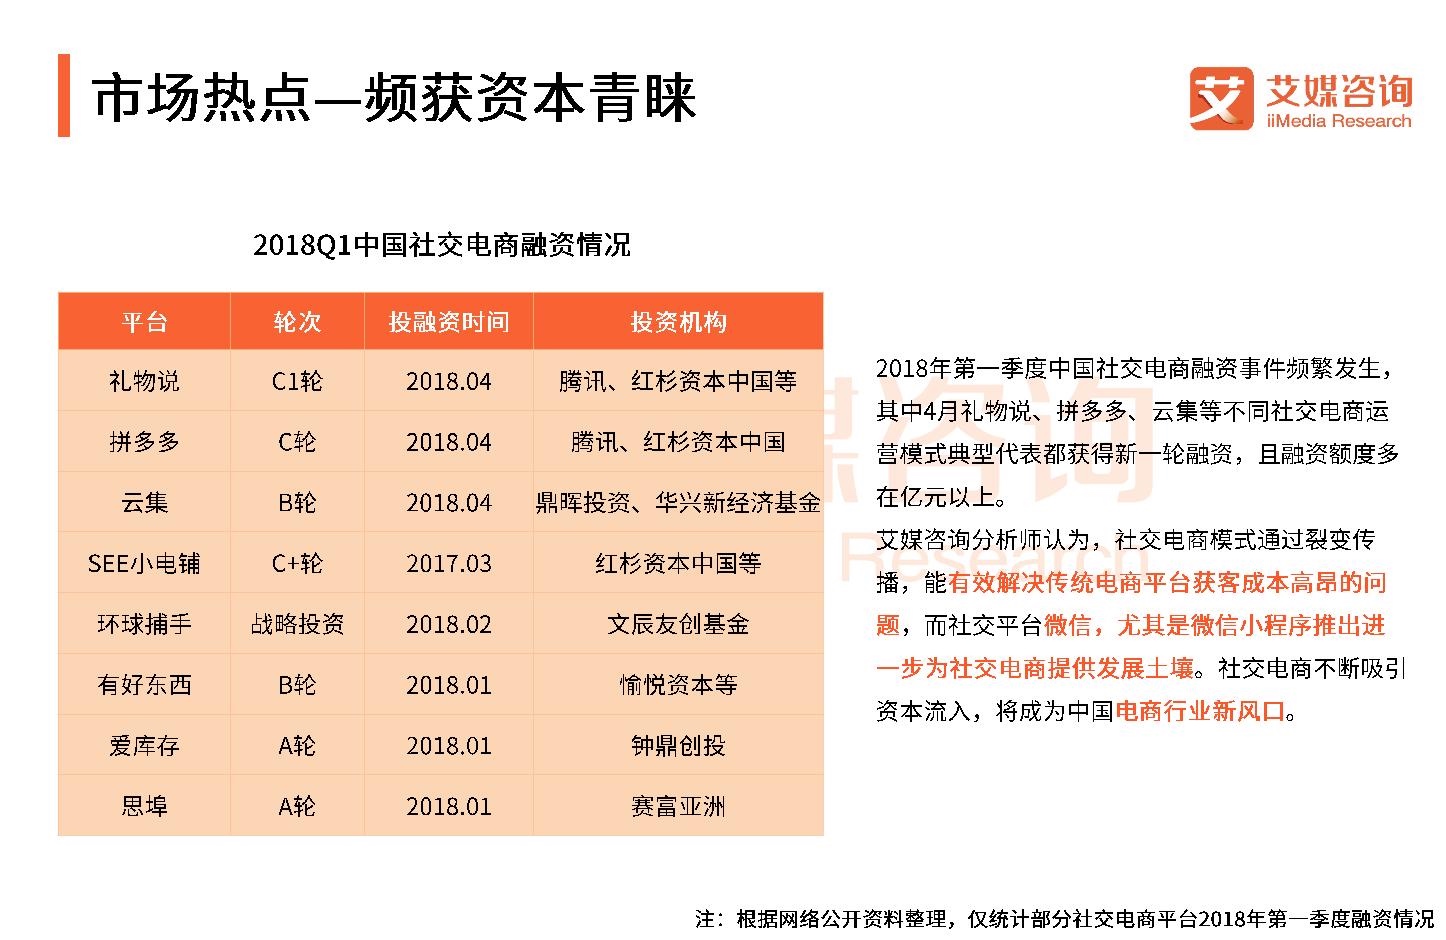 市场热点—频获资本青睐
艾媒咨询
iiMedia Research
2018Q1中国社交电商融资情况
平台 轮次 投融资时间 投资机构
礼物说 C1轮 2018.04 腾讯、红杉资本中国等
拼多多 C轮 2018.04 腾讯、红杉资本中国
云集 B轮 2018.04 鼎晖投资、华兴新经济基金
SEE小电铺 C+轮 2017.03 红杉资本中国等
环球捕手 战略投资 2018.02 文辰友创基金
有好东西 B轮 2018.01 愉悦资本等
爱库存 A轮 2018.01 钟鼎创投
思埠 A轮 2018.01 赛富亚洲
2018年第一季度中国社交电商融资事件频繁发生，
其中4月礼物说、拼多多、云集等不同社交电商运
营模式典型代表都获得新一轮融资，且融资额度多
在亿元以上。
艾媒咨询分析师认为，社交电商模式通过裂变传
播，能有效解决传统电商平台获客成本高昂的问
题，而社交平台微信，尤其是微信小程序推出进
一步为社交电商提供发展土壤。社交电商不断吸引
资本流入，将成为中国电商行业新风口。
媒咨询
Research
注：根据网络公开资料整理，仅统计部分社交电商平台2018年第一季度融资情况